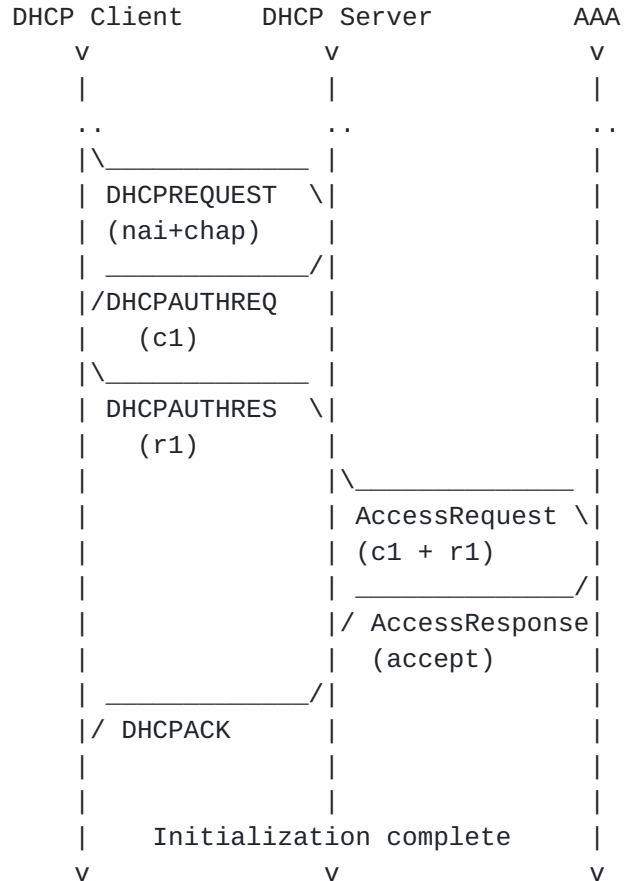 DHCP Client DHCP Server AAA
v v v
.. .. ..
DHCPREQUEST
(nai+chap)
DHCPAUTHREQ
(c1)
DHCPAUTHRES
(r1)
AccessRequest
(c1 + r1)
AccessResponse
(accept)
DHCPACK
Initialization complete
v v v